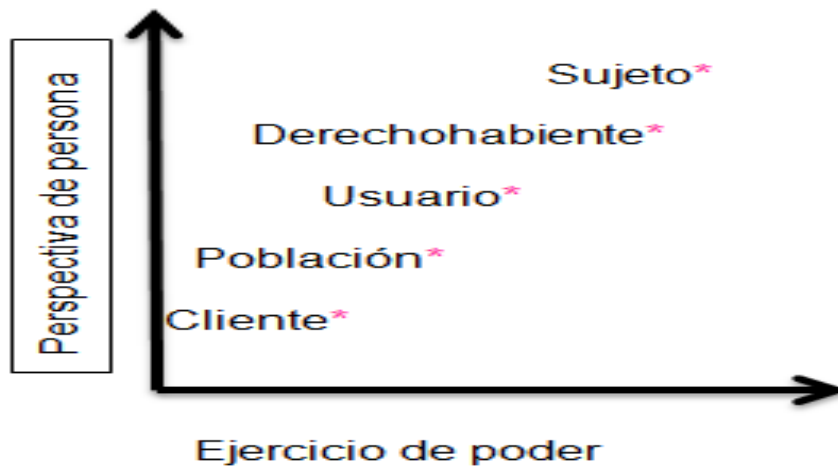 Perspectiva de persona
Sujeto*
Derechohabiente*
Usuario*
Población*
Cliente*
Ejercicio de poder